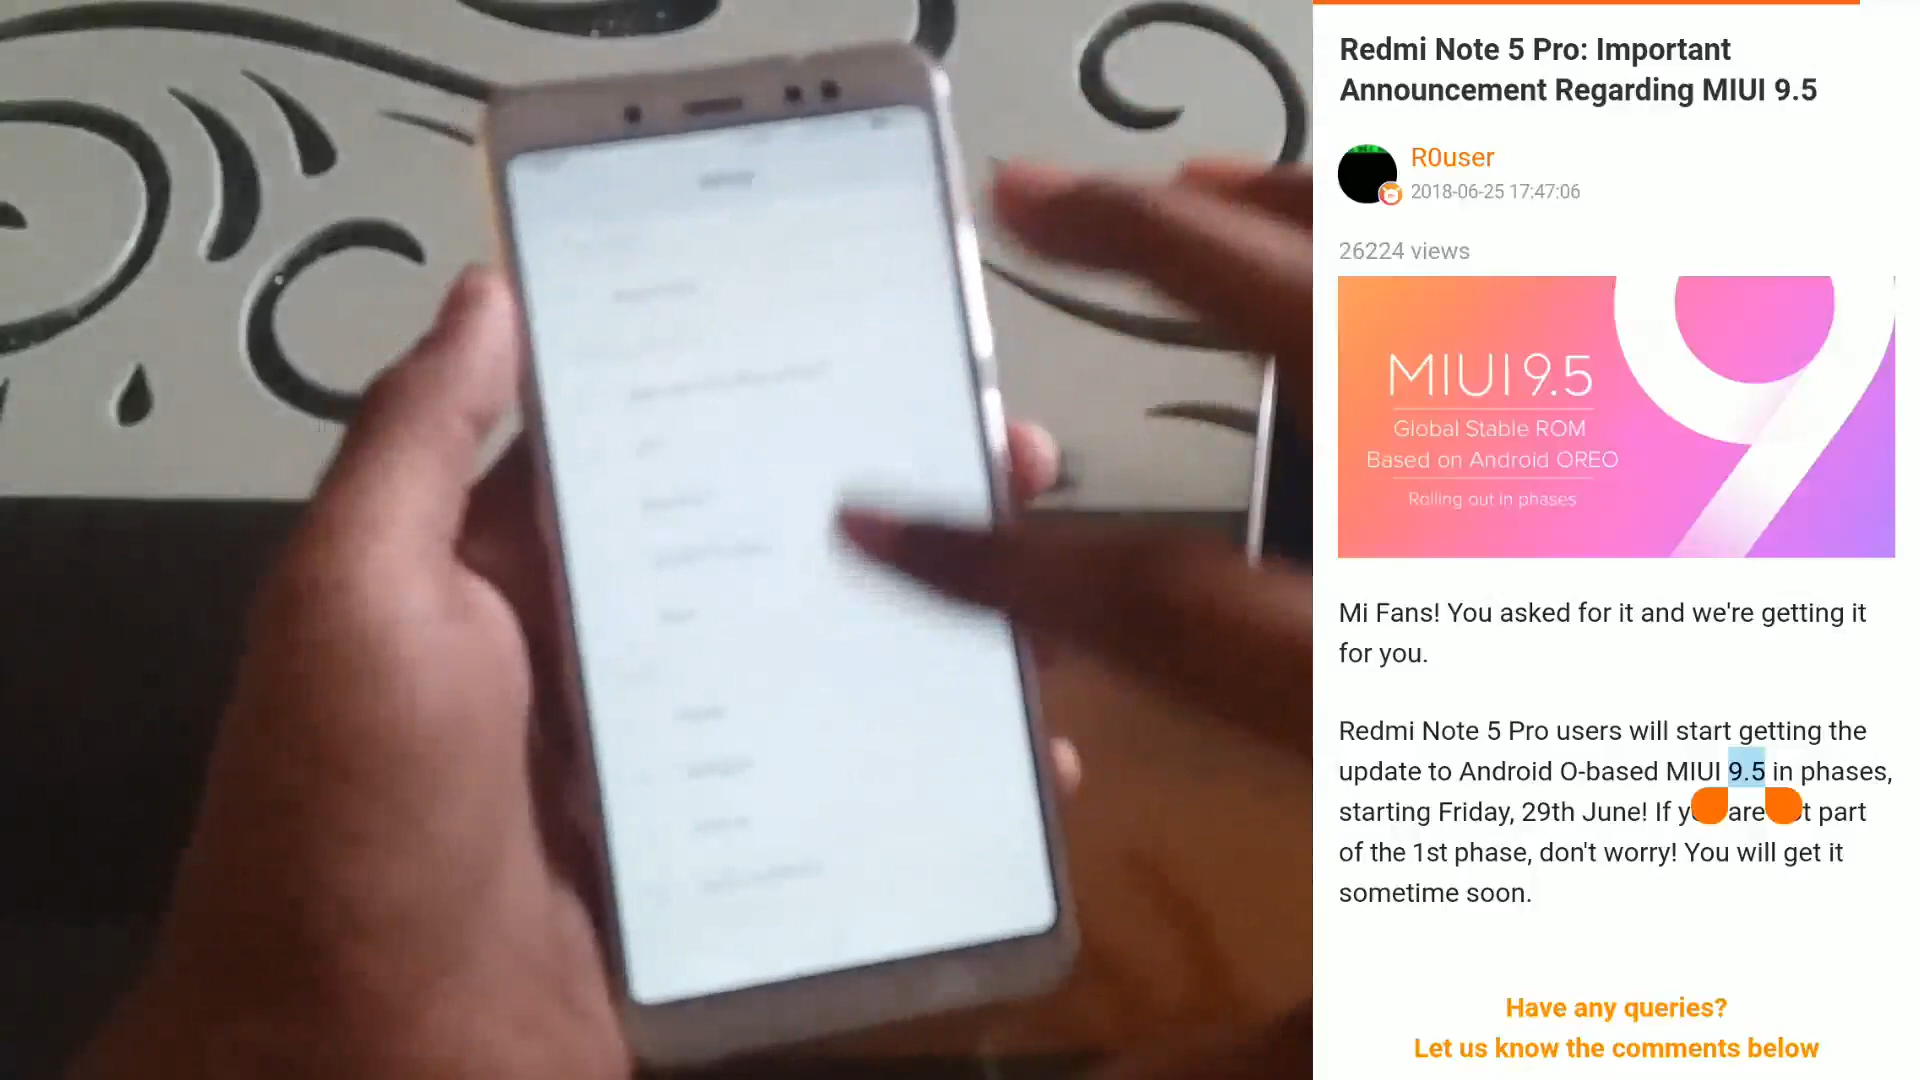 Redmi Note 5 Pro: Important
Announcement Regarding MIUI 9.5
R0user
2018-06-25 17:47:06
26224 views
MIUI 9.5
Global Stable ROM
Based on Android OREO
Rolling out in phases
Mi Fans! You asked for it and we're getting it
for you.
Redmi Note 5 Pro users will start getting the
update to Android O-based MIUI 9.5 in phases,
starting Friday, 29th June! If are part
of the 1st phase, don't worry! You will get it
sometime soon.
Have any queries?
Let us know the comments below